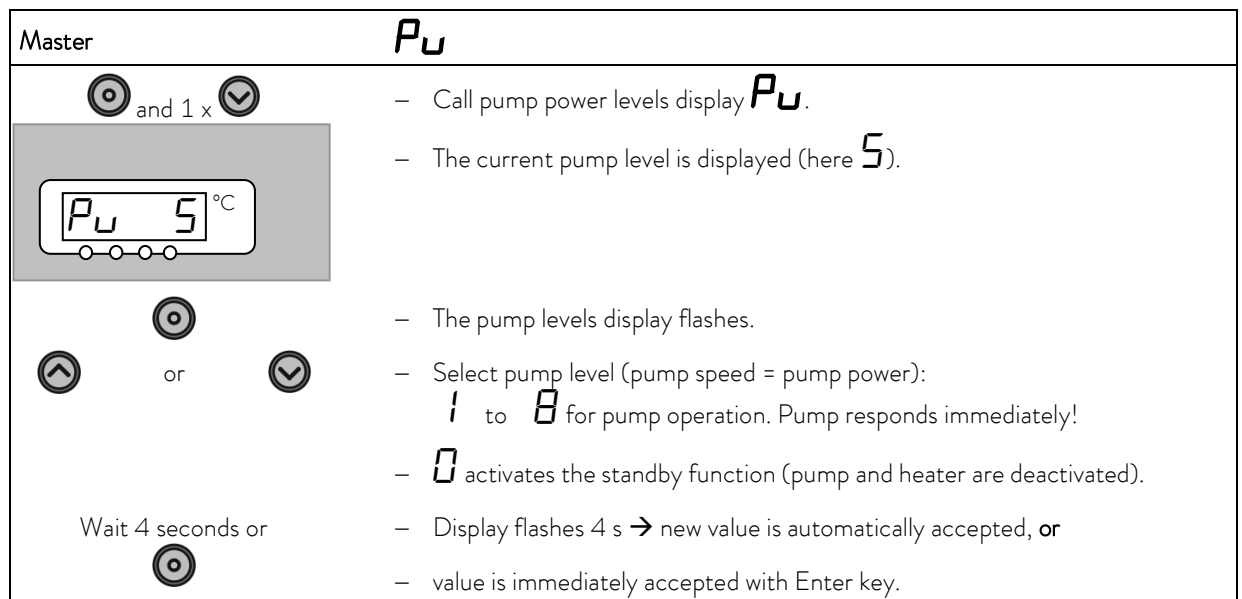 Master Pu
and 1 x
– Call pump power levels display Pu.
– The current pump level is displayed (here 5).
Pu 5 °C
– The pump levels display flashes.
or
– Select pump level (pump speed = pump power):
1 to 8 for pump operation. Pump responds immediately!
– 0 activates the standby function (pump and heater are deactivated).
Wait 4 seconds or
– Display flashes 4 s → new value is automatically accepted, or
– value is immediately accepted with Enter key.